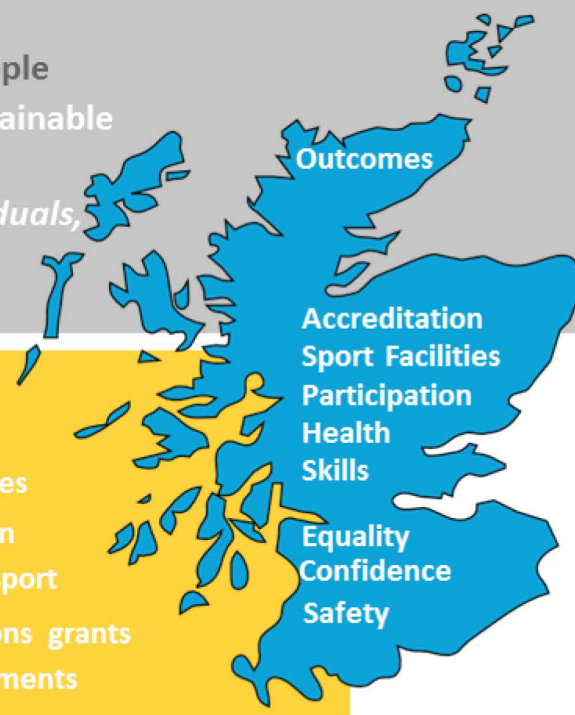 ple
ainable
duals,
Outcomes
Accreditation
Sport Facilities
Participation
Health
Skills
Equality
Confidence
Safety
es
n
port
ons grants
ments